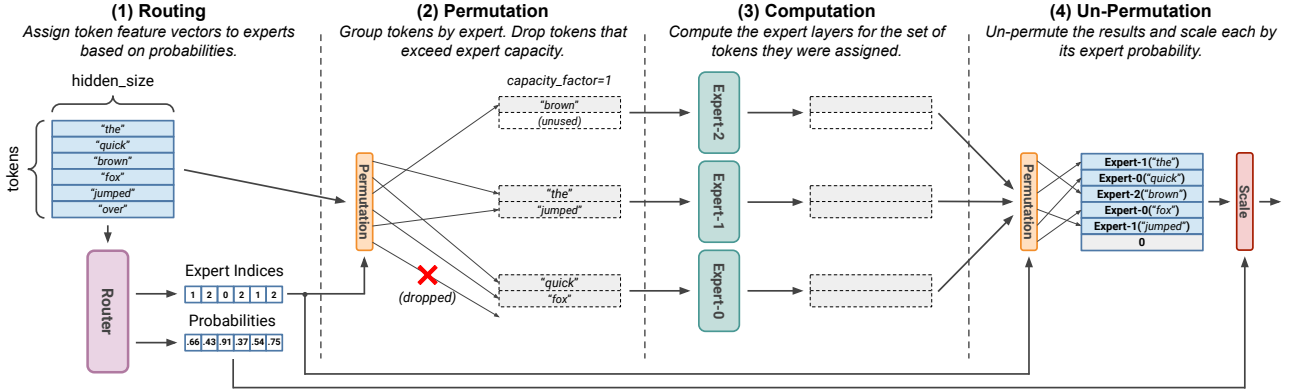 (1) Routing
Assign token feature vectors to experts
based on probabilities.
hidden_size
tokens
"the"
"quick"
"brown"
"fox"
"jumped"
"over"
Router
Expert Indices
1 2 0 2 1 2
Probabilities
.66 .43 .91 .37 .54 .75
(2) Permutation
Group tokens by expert. Drop tokens that
exceed expert capacity.
capacity_factor=1
Permutation
"brown"
(unused)
"the"
"jumped"
"quick"
"fox"
(dropped)
(3) Computation
Compute the expert layers for the set of
tokens they were assigned.
Expert-2
Expert-1
Expert-0
(4) Un-Permutation
Un-permute the results and scale each by
its expert probability.
Permutation
Expert-1("the")
Expert-0("quick")
Expert-2("brown")
Expert-0("fox")
Expert-1("jumped")
0
Scale